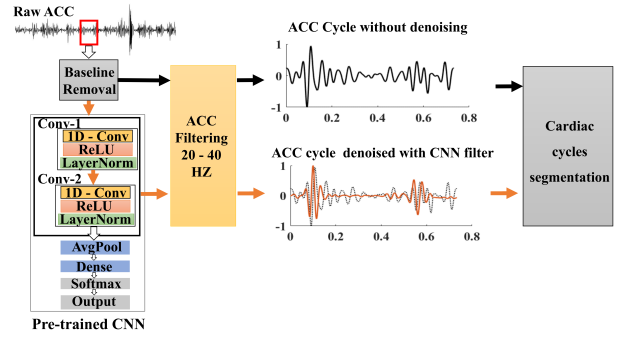 Raw ACC
Baseline
Removal
Conv-1
1D - Conv
ReLU
LayerNorm
Conv-2
1D - Conv
ReLU
LayerNorm
AvgPool
Dense
Softmax
Output
Pre-trained CNN
ACC
Filtering
20 - 40
HZ
ACC Cycle without denoising
1
0
-1
0 0.2 0.4 0.6 0.8
ACC cycle denoised with CNN filter
1
0
-1
0 0.2 0.4 0.6 0.8
Cardiac
cycles
segmentation